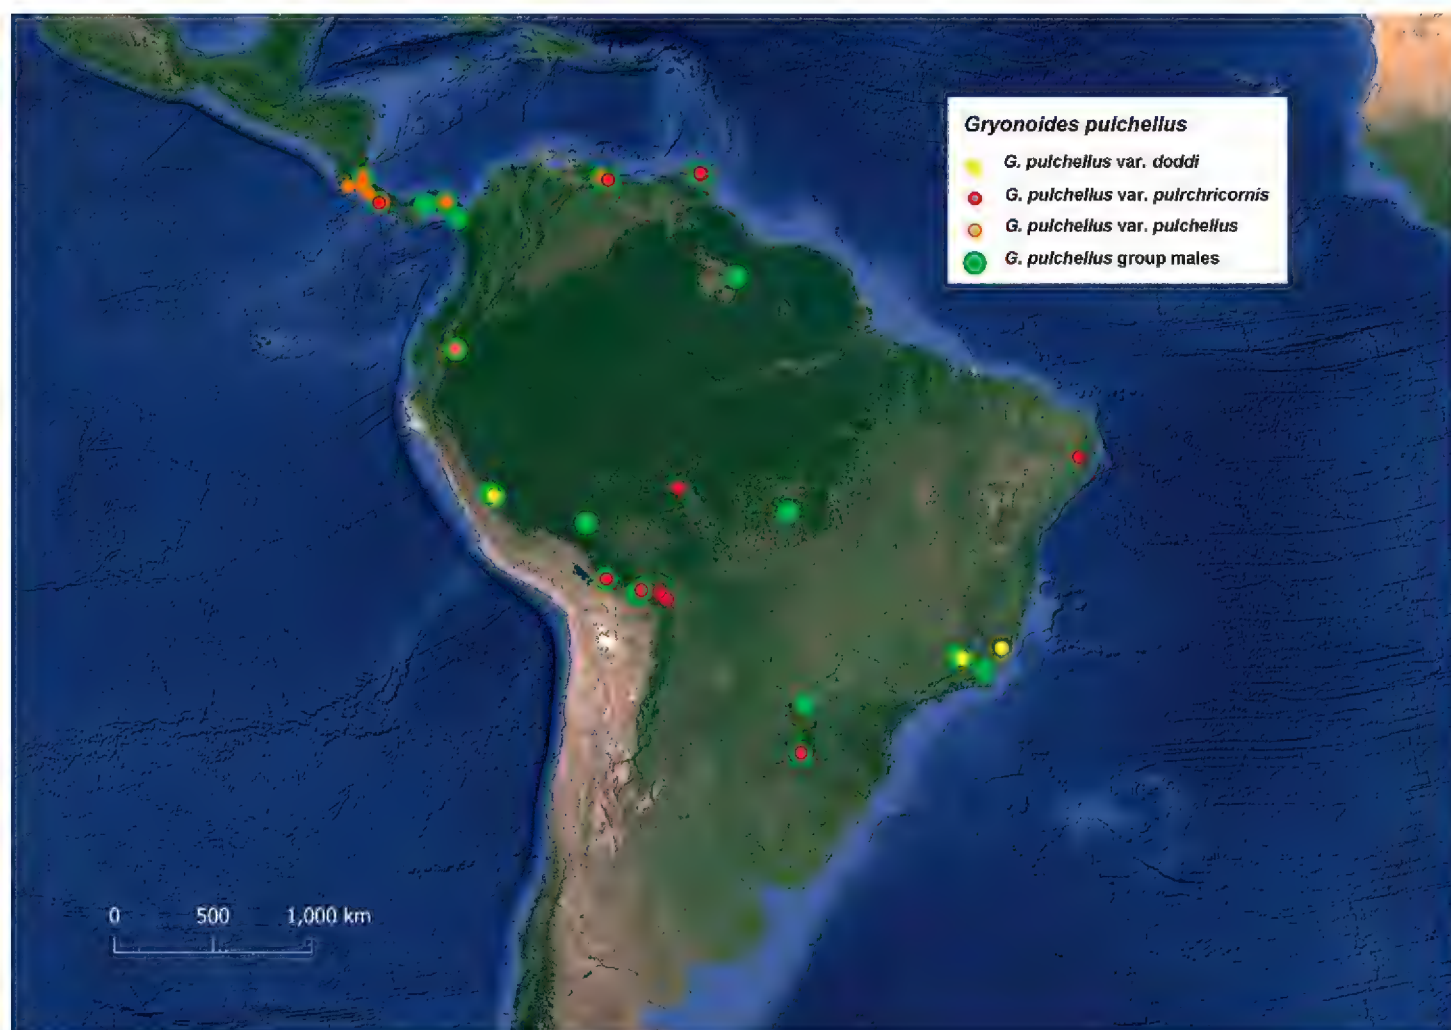 Gryonoides pulchellus
G. pulchellus var. doddi
G. pulchellus var. pulrchricornis
G. pulchellus var. pulchellus
G. pulchellus group males
0 500 1,000 km